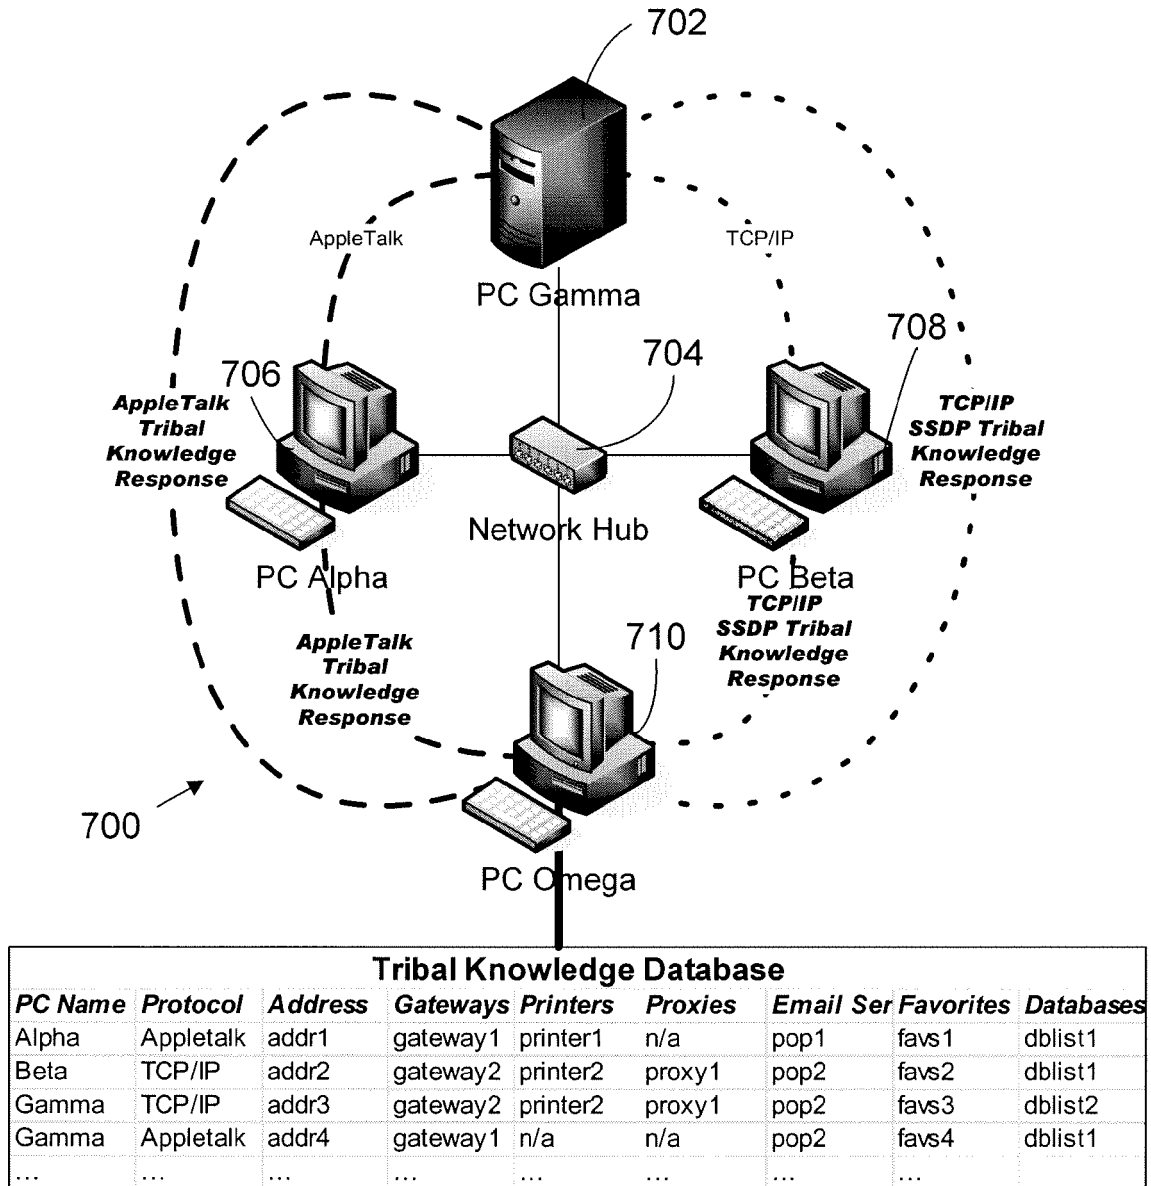 702
AppleTalk
TCP/IP
PC Gamma
708
704
706
AppleTalk
Tribal
Knowledge
Response
TCP/IP
SSDP Tribal
Knowledge
Response
Network Hub
PC Alpha
PC Beta
TCP/IP
SSDP Tribal
Knowledge
Response
710
AppleTalk
Tribal
Knowledge
Response
700
PC Omega
Tribal Knowledge Database
PC Name Protocol Address Gateways Printers Proxies Email Ser Favorites Databases
Alpha Appletalk addr1 gateway1 printer1 n/a pop1 favs1 dblist1
Beta TCP/IP addr2 gateway2 printer2 proxy1 pop2 favs2 dblist1
Gamma TCP/IP addr3 gateway2 printer2 proxy1 pop2 favs3 dblist2
Gamma Appletalk addr4 gateway1 n/a n/a pop2 favs4 dblist1
... ... ... ... ... ... ... ...